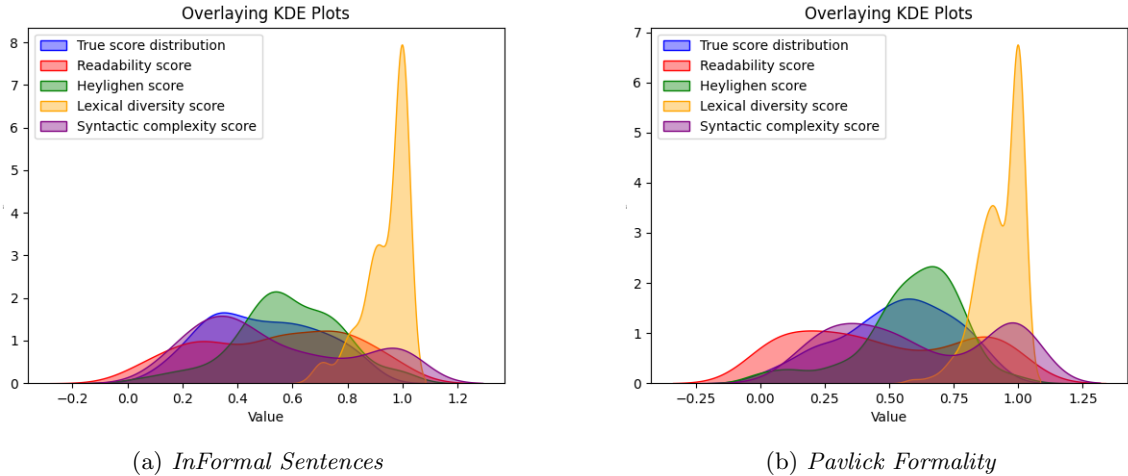 Overlaying KDE Plots
8
7
6
5
4
3
2
1
0
True score distribution
Readability score
Heylighen score
Lexical diversity score
Syntactic complexity score
−0.2 0.0 0.2 0.4 0.6 0.8 1.0 1.2
Value
(a) InFormal Sentences
Overlaying KDE Plots
7
6
5
4
3
2
1
0
True score distribution
Readability score
Heylighen score
Lexical diversity score
Syntactic complexity score
−0.25 0.00 0.25 0.50 0.75 1.00 1.25
Value
(b) Pavlick Formality